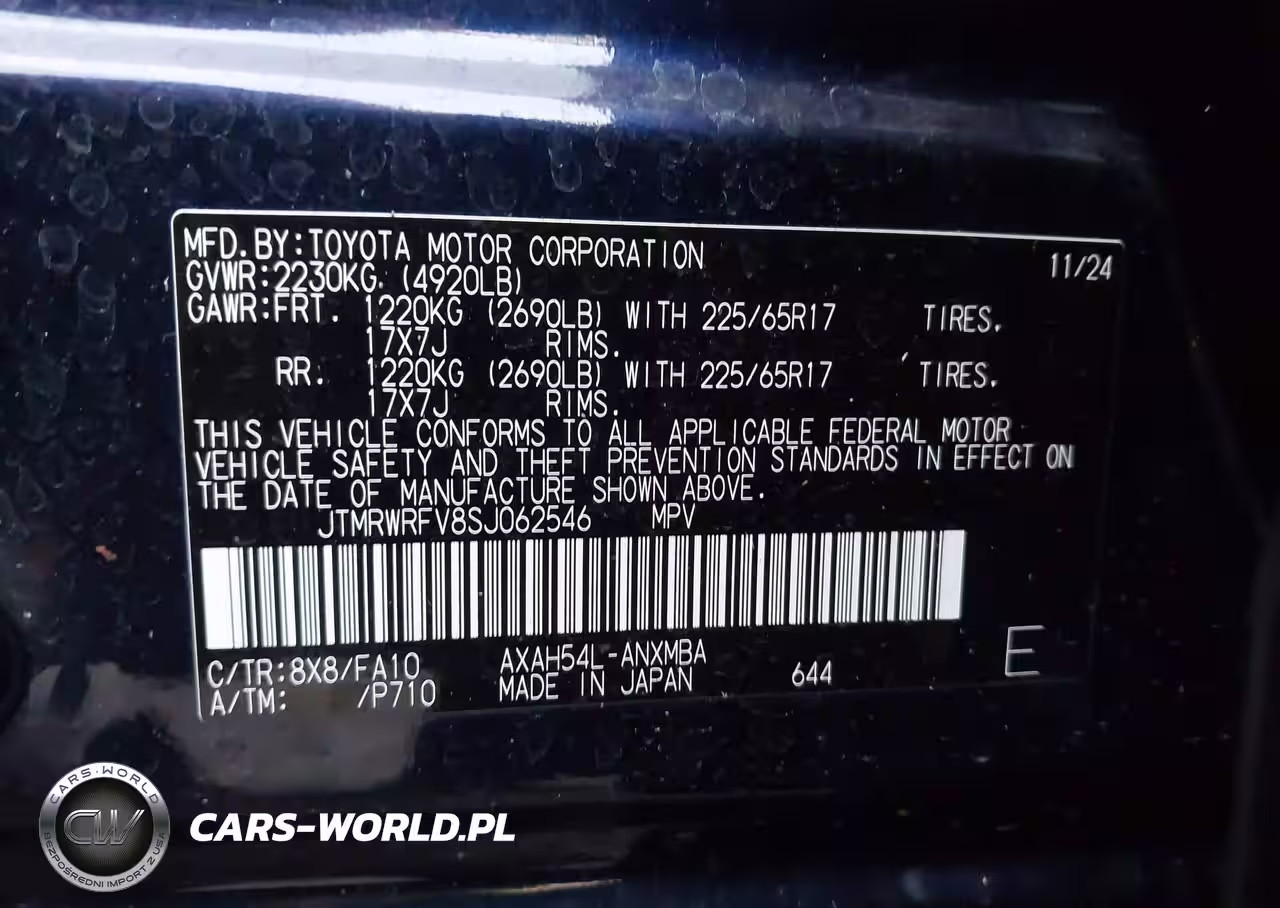 MFD.BY:TOYOTA MOTOR CORPORATION 11/24
GVWR:2230KG (4920LB)
GAWR:FRT. 1220KG (2690LB) WITH 225/65R17 TIRES.
17X7J RIMS.
RR. 1220KG (2690LB) WITH 225/65R17 TIRES.
17X7J RIMS.
THIS VEHICLE CONFORMS TO ALL APPLICABLE FEDERAL MOTOR
VEHICLE SAFETY AND THEFT PREVENTION STANDARDS IN EFFECT ON
THE DATE OF MANUFACTURE SHOWN ABOVE.
JTMRWRFV8SJ062546 MPV
C/TR:8X8/FA10 AXAH54L-ANXMBA 644 E
A/TM: /P710 MADE IN JAPAN
CARS-WORLD
CW
BEZPOŚREDNI IMPORT Z USA
CARS-WORLD.PL